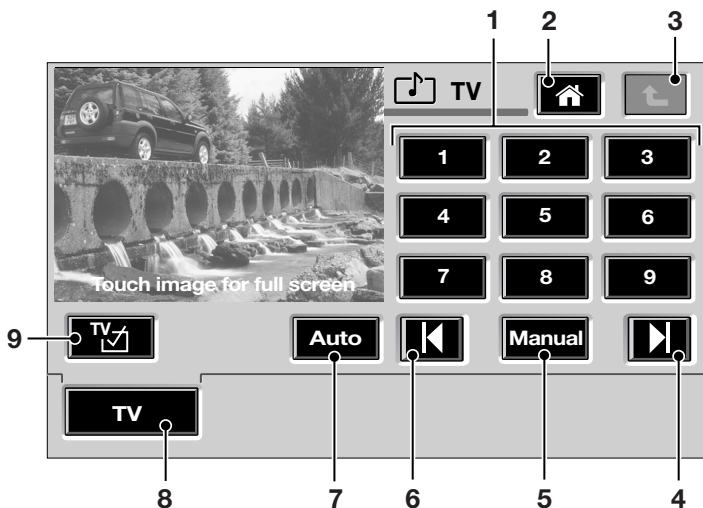 1 2 3
TV
1 2 3
4 5 6
7 8 9
Touch image for full screen
9 TV Auto Manual
TV
8 7 6 5 4